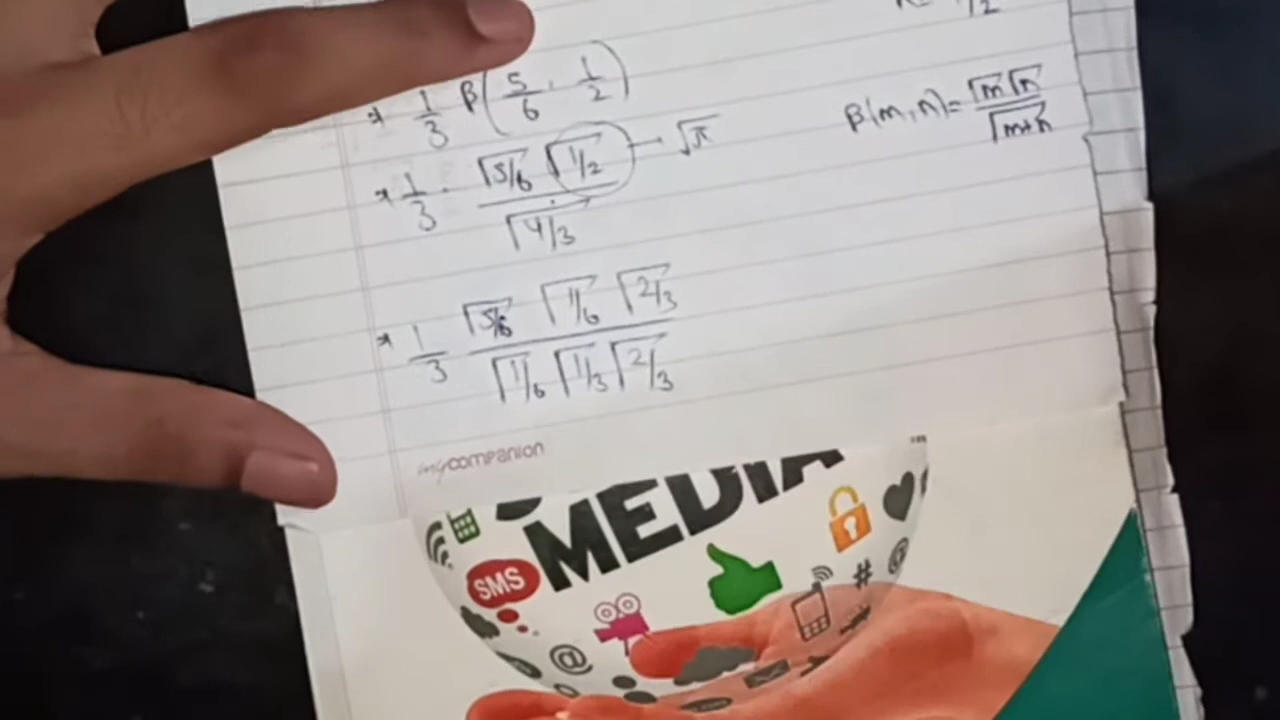 ⇒ 1/3 β(5/6, 1/2)
β(m,n) = Γm Γn / Γm+n
⇒ 1/3 · Γ5/6 Γ1/2 / Γ4/3 → √π
⇒ 1/3 Γ5/6 Γ1/6 Γ2/3 / Γ1/6 Γ1/3 Γ2/3
mycompanion
MEDIA
SMS
@
#
@